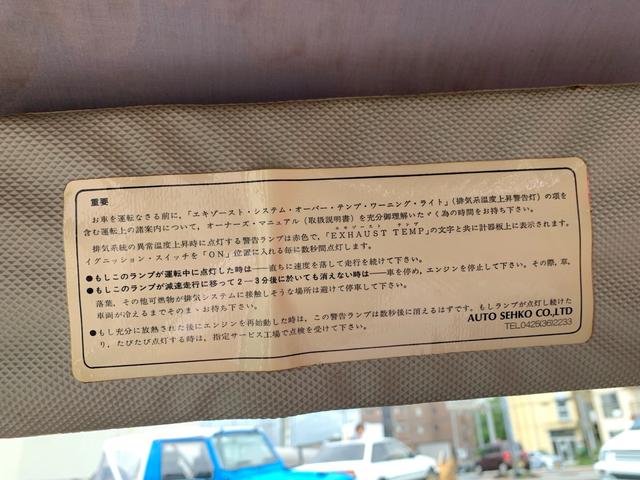 重要
お車を運転なさる前に、「エキゾースト・システム・オーバー・テンプ・ワーニング・ライト」(排気系温度上昇警告灯)の項を
含む運転上の諸案内について、オーナーズ・マニュアル(取扱説明書)を充分御理解いたゞく為の時間をお持ち下さい。
排気系統の異常温度上昇時に点灯する警告ランプは赤色で、「EXHAUST TEMP」の文字と共に計器板上に表示されます。
イグニッション・スイッチを「ON」位置に入れる毎に数秒間点灯します。
●もしこのランプが運転中に点灯した時は──直ちに速度を落して走行を続けて下さい。
●もしこのランプが減速走行に移って2─3分後に於いても消えない時は──車を停め、エンジンを停止して下さい。その際、草、
落葉、その他可燃物が排気システムに接触しそうな場所は避けて停車して下さい。
車両が冷えるまでそのまゝお待ち下さい。
●もし充分に放熱された後にエンジンを再始動した時は、この警告ランプは数秒後に消えるはずです。もしランプが点灯し続けた
り、たびたび点灯する時は、指定サービス工場で点検を受けて下さい。
AUTO SEHKO CO.,LTD
TEL.0425(36)2233